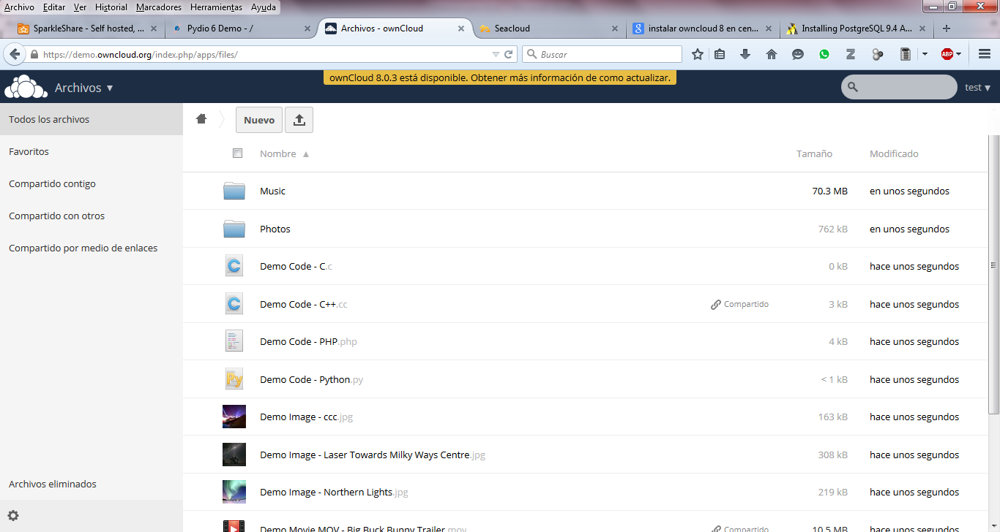 Archivo Editar Ver Historial Marcadores Herramientas Ayuda
SparkleShare - Self hosted, ... Pydio 6 Demo - / Archivos - ownCloud Seacloud instalar owncloud 8 en cen... Installing PostgreSQL 9.4 A...
https://demo.owncloud.org/index.php/apps/files/ Buscar ABP
ownCloud 8.0.3 está disponible. Obtener más información de como actualizar.
Archivos ▾ test ▾
Todos los archivos
Favoritos
Compartido contigo
Compartido con otros
Compartido por medio de enlaces
Archivos eliminados
Nuevo
Nombre ▲ Tamaño Modificado
Music 70.3 MB en unos segundos
Photos 762 kB en unos segundos
Demo Code - C.c 0 kB hace unos segundos
Demo Code - C++.cc Compartido 3 kB hace unos segundos
Demo Code - PHP.php 4 kB hace unos segundos
Py Demo Code - Python.py < 1 kB hace unos segundos
Demo Image - ccc.jpg 163 kB hace unos segundos
Demo Image - Laser Towards Milky Ways Centre.jpg 308 kB hace unos segundos
Demo Image - Northern Lights.jpg 219 kB hace unos segundos
Demo Movie MOV - Big Buck Bunny Trailer.mov Compartido 10.5 MB hace unos segundos